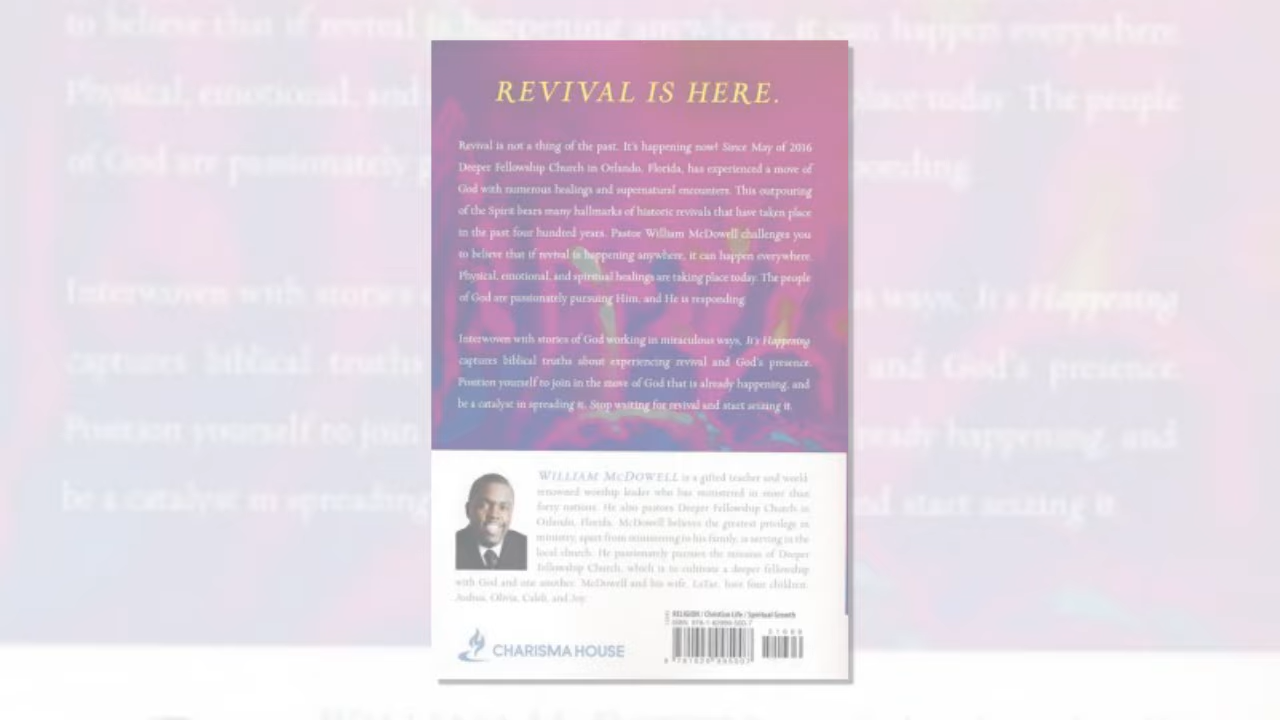 REVIVAL IS HERE.
Revival is not a thing of the past. It's happening now! Since May of 2016
Deeper Fellowship Church in Orlando, Florida, has experienced a move of
God with numerous healings and supernatural encounters. This outpouring
of the Spirit bears many hallmarks of historic revivals that have taken place
in the past four hundred years. Pastor William McDowell challenges you
to believe that if revival is happening anywhere, it can happen everywhere.
Physical, emotional, and spiritual healings are taking place today. The people
of God are passionately pursuing Him, and He is responding.
Interwoven with stories of God working in miraculous ways, It's Happening
captures biblical truths about experiencing revival and God's presence.
Position yourself to join in the move of God that is already happening, and
be a catalyst in spreading it. Stop waiting for revival and start seizing it.
WILLIAM MCDOWELL is a gifted teacher and world-
renowned worship leader who has ministered in more than
forty nations. He also pastors Deeper Fellowship Church in
Orlando, Florida. McDowell believes the greatest privilege in
ministry, apart from ministering to his family, is serving in the
local church. He passionately pursues the mission of Deeper
Fellowship Church, which is to cultivate a deeper fellowship
with God and one another. McDowell and his wife, have four children,
Joshua, Olivia, Caleb, and Joy.
RELIGION / Christian Life / Spiritual Growth
CHARISMA HOUSE